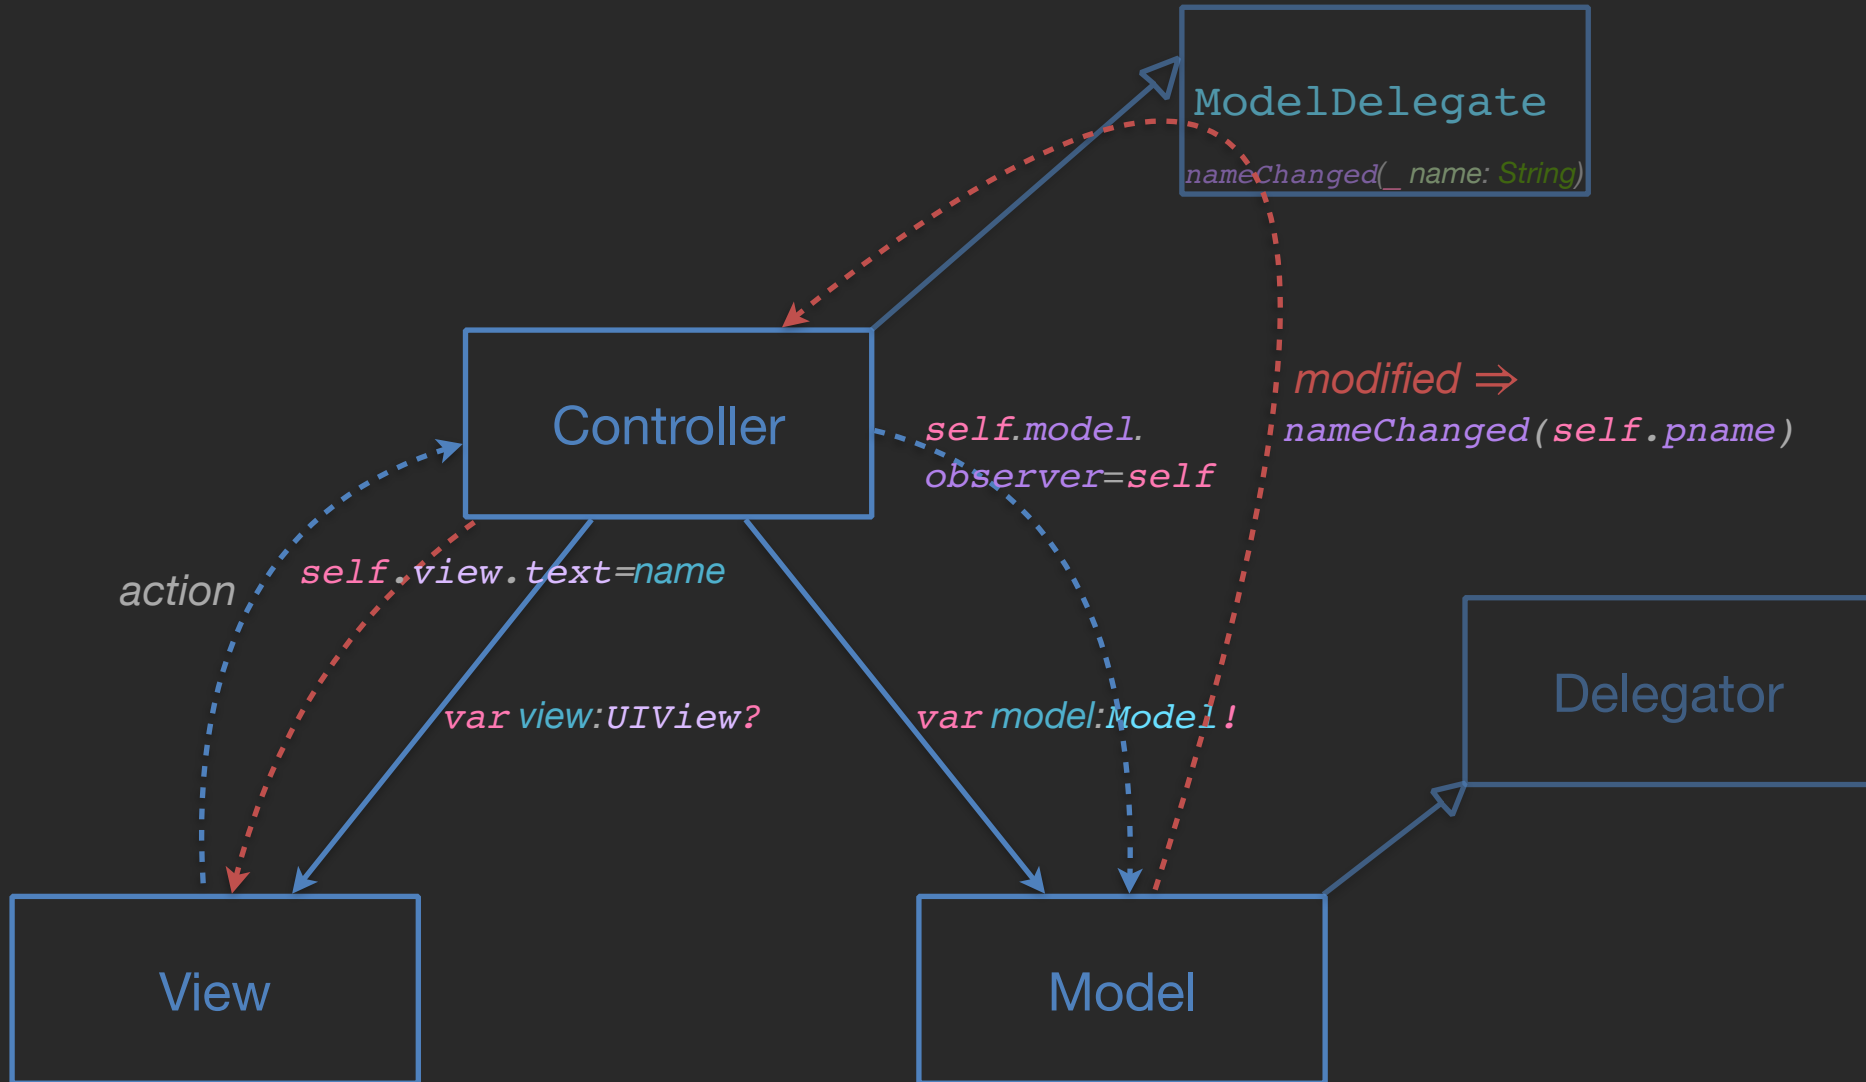 ModelDelegate
nameChanged(_ name: String)
modified ⇒
nameChanged(self.pname)
Controller
self.model.
observer=self
action
self.view.text=name
var view:UIView?
var model:Model!
Delegator
View
Model